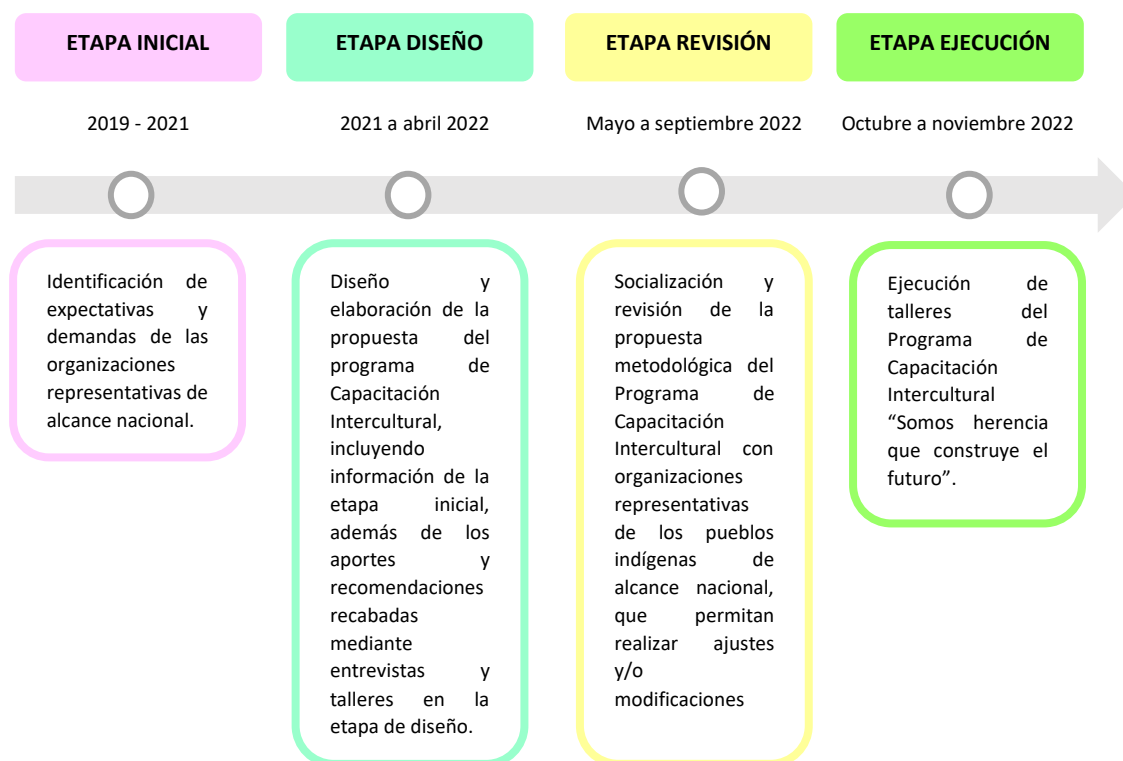 ETAPA INICIAL
ETAPA DISEÑO
ETAPA REVISIÓN
ETAPA EJECUCIÓN
2019 - 2021
2021 a abril 2022
Mayo a septiembre 2022
Octubre a noviembre 2022
Identificación de
expectativas y
demandas de las
organizaciones
representativas de
alcance nacional.
Diseño y
elaboración de la
propuesta del
programa de
Capacitación
Intercultural,
incluyendo
información de la
etapa inicial,
además de los
aportes y
recomendaciones
recabadas
mediante
entrevistas y
talleres en la
etapa de diseño.
Socialización y
revisión de la
propuesta
metodológica del
Programa de
Capacitación
Intercultural con
organizaciones
representativas
de los pueblos
indígenas de
alcance nacional,
que permitan
realizar ajustes
y/o
modificaciones
Ejecución de
talleres del
Programa de
Capacitación
Intercultural
“Somos herencia
que construye el
futuro”.